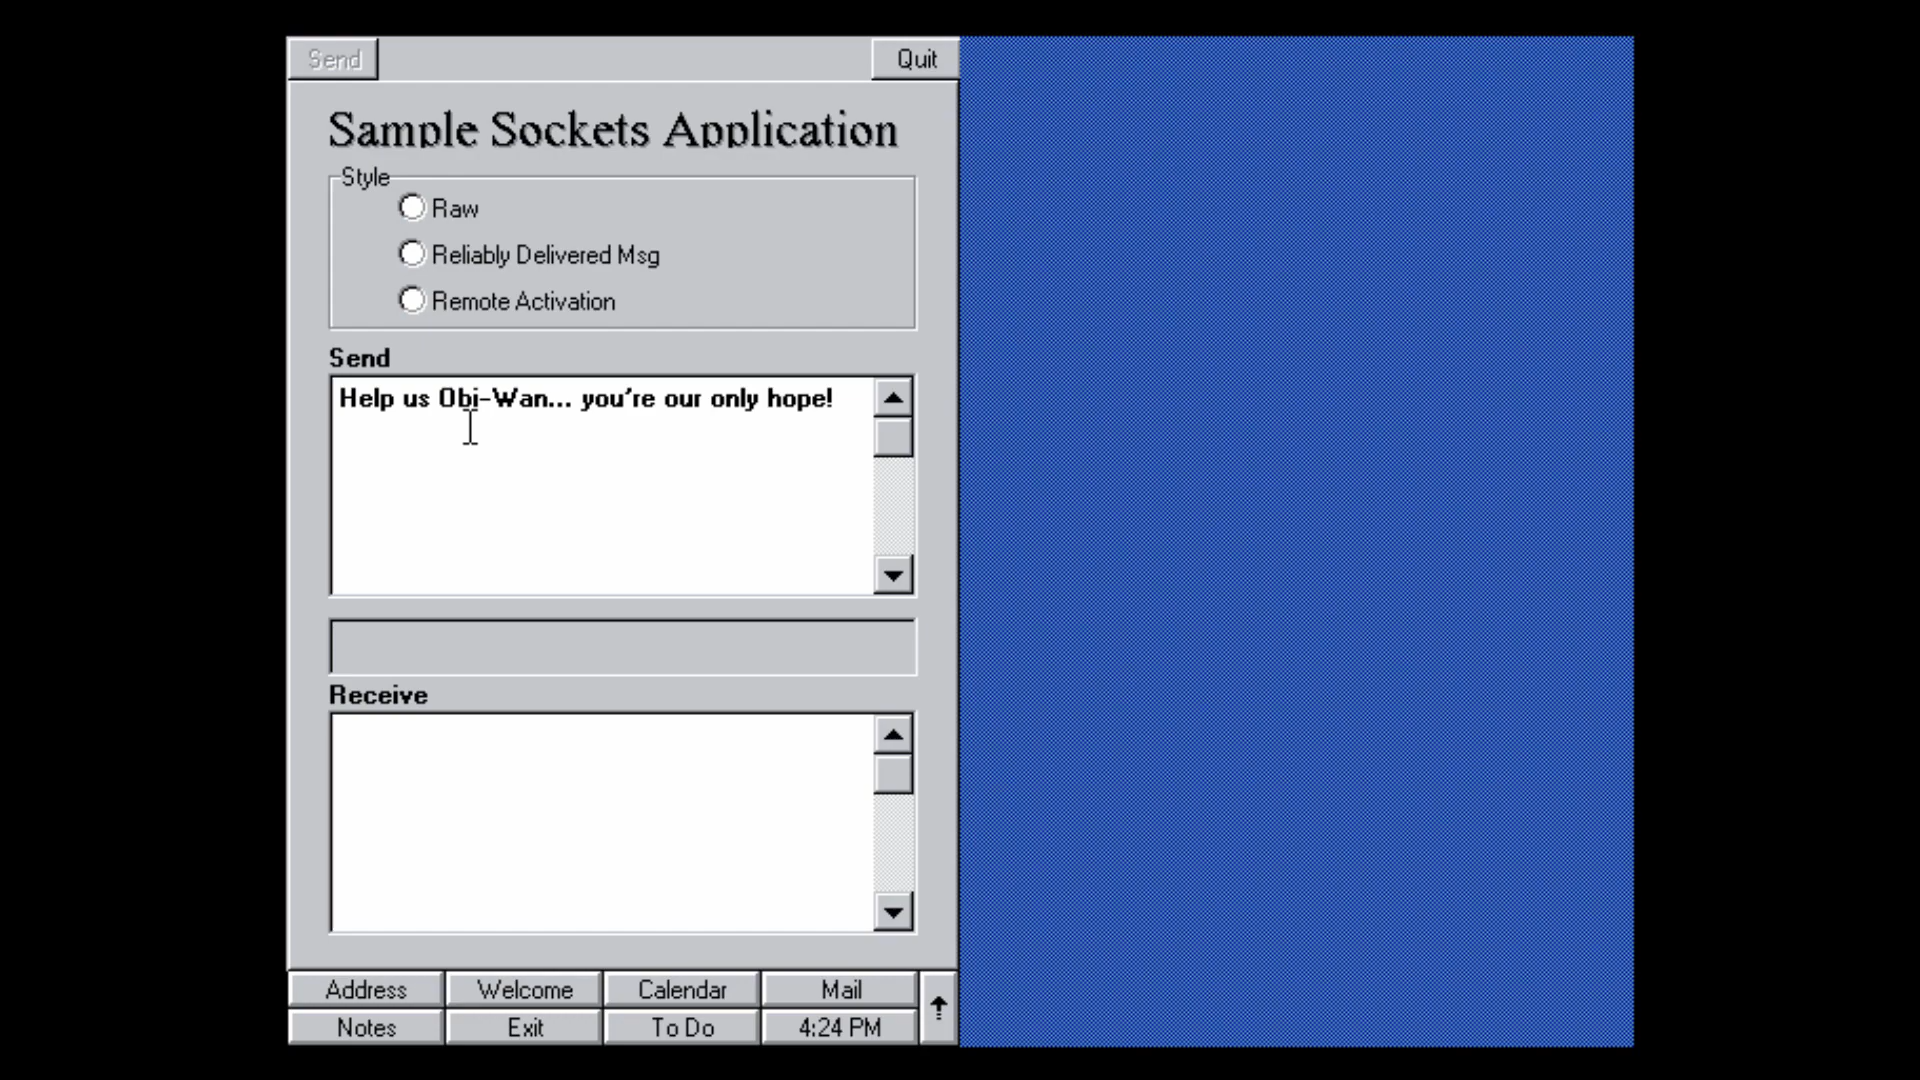 Send
Quit
Sample Sockets Application
Style
Raw
Reliably Delivered Msg
Remote Activation
Send
Help us Obi-Wan... you're our only hope!
Receive
Address Welcome Calendar Mail
Notes Exit To Do 4:24 PM